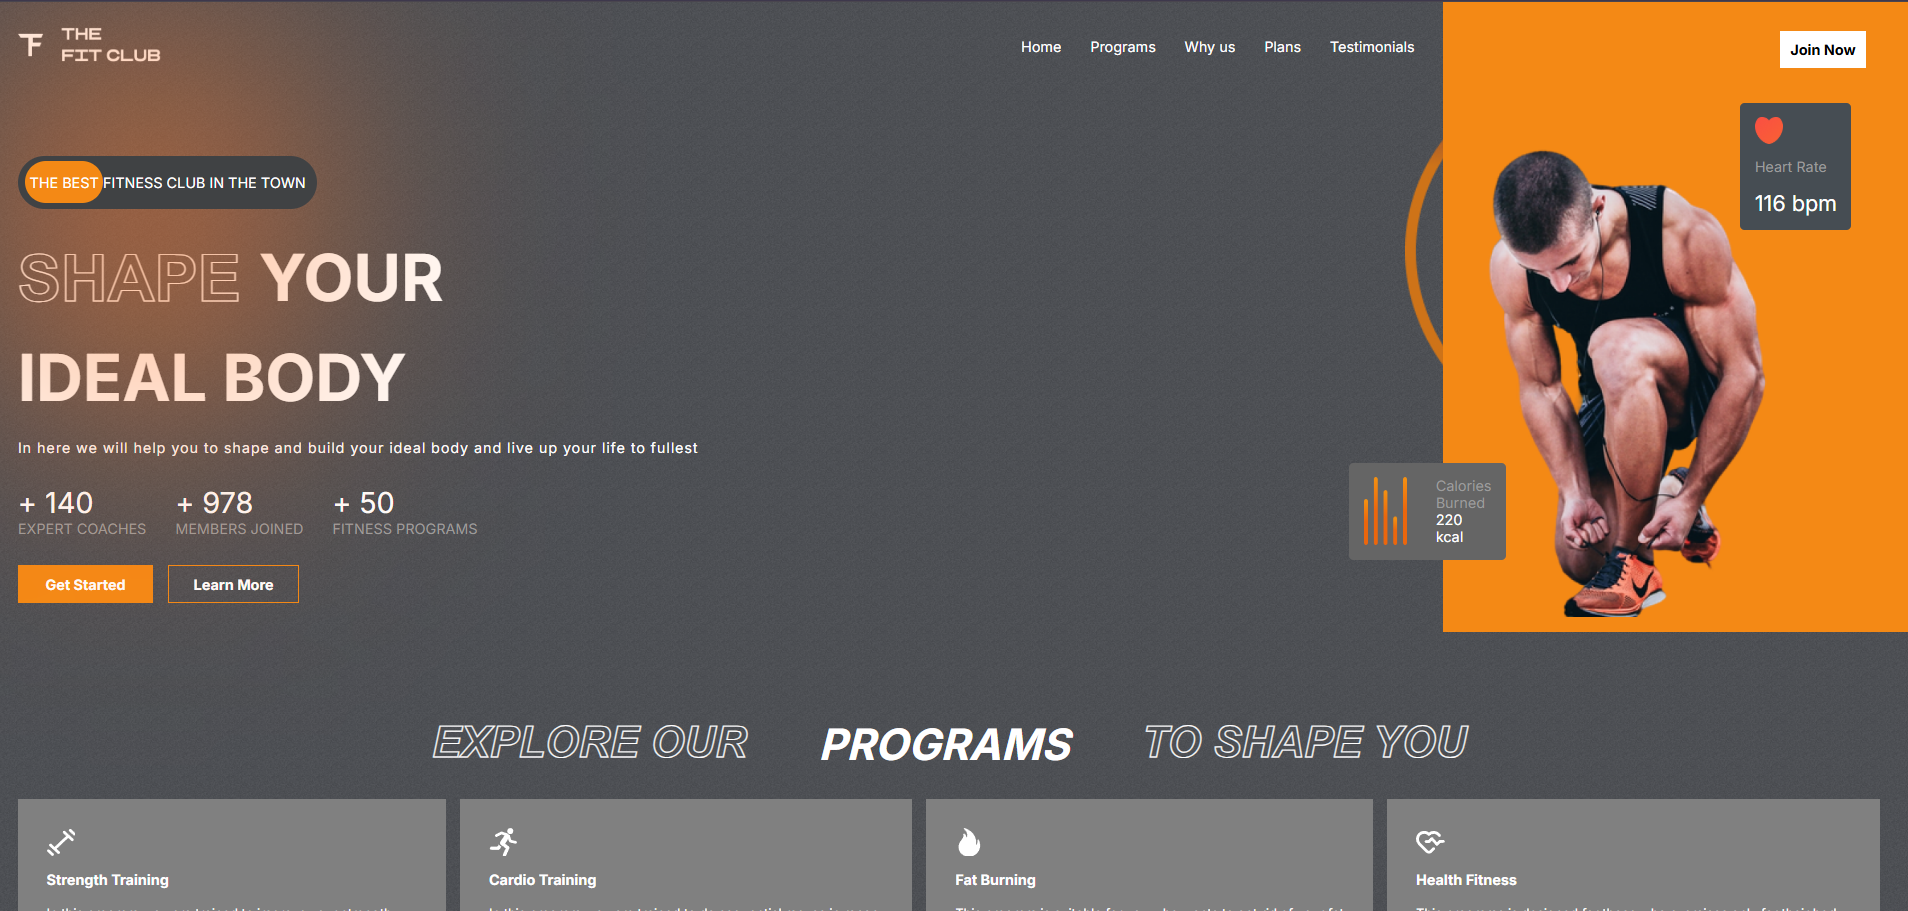 THE
FIT CLUB
Home Programs Why us Plans Testimonials
Join Now
Heart Rate
116 bpm
THE BEST FITNESS CLUB IN THE TOWN
SHAPE YOUR
IDEAL BODY
In here we will help you to shape and build your ideal body and live up your life to fullest
+ 140 + 978 + 50
EXPERT COACHES MEMBERS JOINED FITNESS PROGRAMS
Calories
Burned
220
kcal
Get Started Learn More
EXPLORE OUR PROGRAMS TO SHAPE YOU
Strength Training Cardio Training Fat Burning Health Fitness